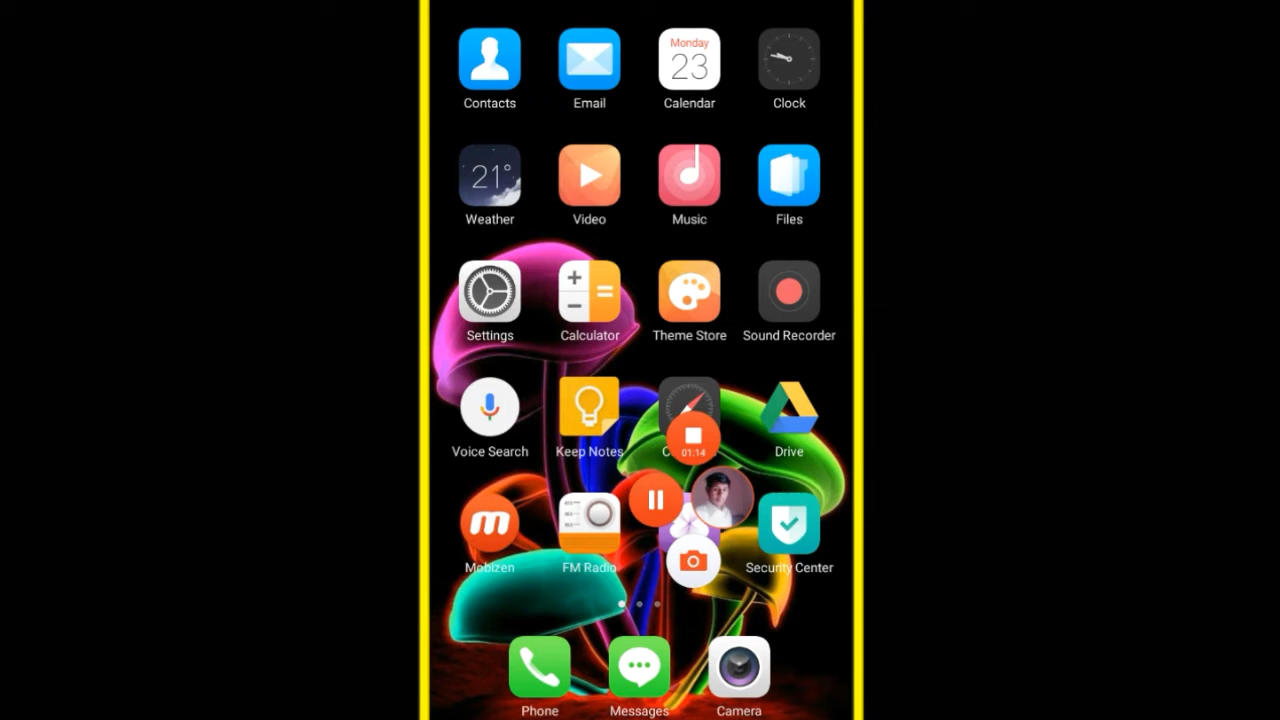 Monday
23
Contacts
Email
Calendar
Clock
21°
Weather
Video
Music
Files
Settings
Calculator
Theme Store
Sound Recorder
01:14
Voice Search
Keep Notes
Drive
m
Mobizen
FM Radio
Security Center
Phone
Messages
Camera